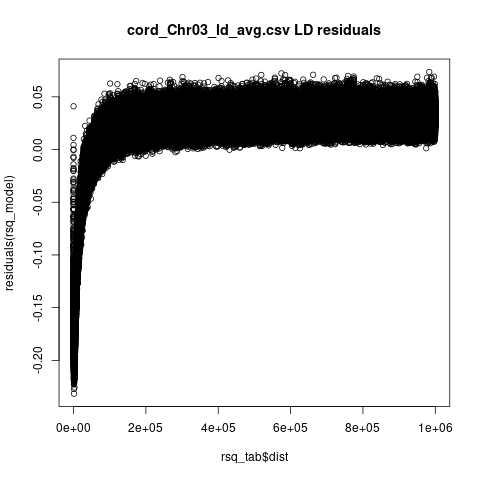 cord_Chr03_ld_avg.csv LD residuals
residuals(rsq_model)
0.05
0.00
-0.05
-0.10
-0.15
-0.20
0e+00 2e+05 4e+05 6e+05 8e+05 1e+06
rsq_tab$dist